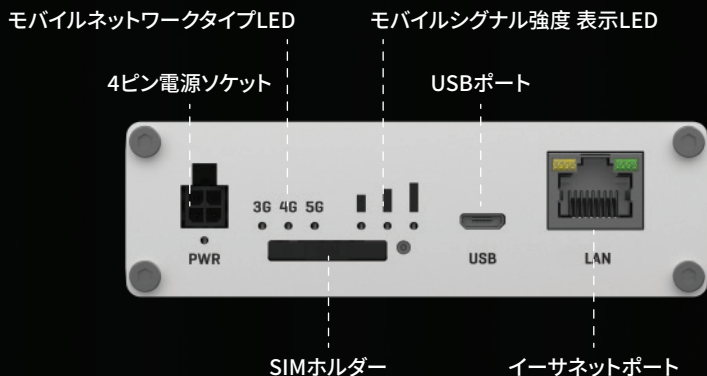 モバイルネットワークタイプLED
モバイルシグナル強度 表示LED
4ピン電源ソケット
USBポート
3G 4G 5G
PWR
USB
LAN
SIMホルダー
イーサネットポート